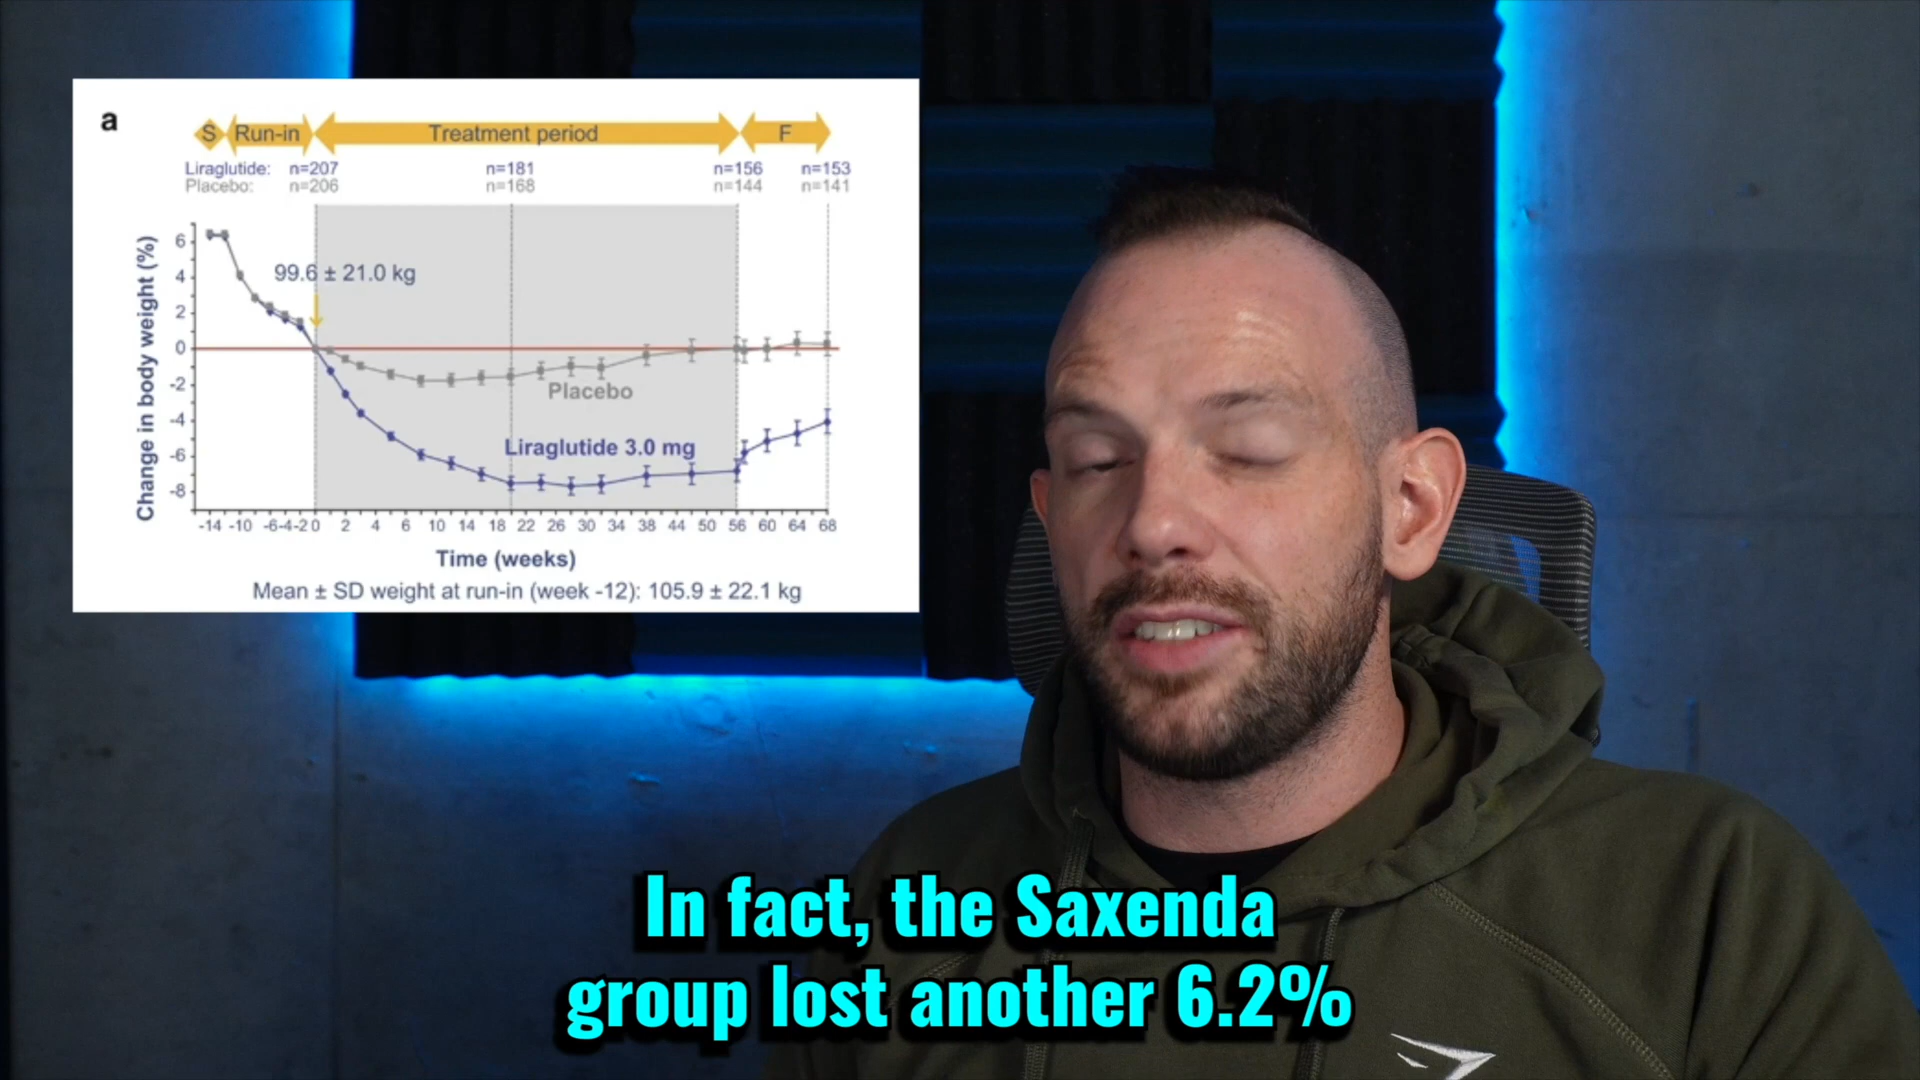 a
S Run-in Treatment period F
Liraglutide: n=207 n=181 n=156 n=153
Placebo: n=206 n=168 n=144 n=141
Change in body weight (%)
6
4
2
0
-2
-4
-6
-8
99.6 ± 21.0 kg
Placebo
Liraglutide 3.0 mg
-14 -10 -6 -4 -2 0 2 4 6 10 14 18 22 26 30 34 38 44 50 56 60 64 68
Time (weeks)
Mean ± SD weight at run-in (week -12): 105.9 ± 22.1 kg
In fact, the Saxenda
group lost another 6.2%